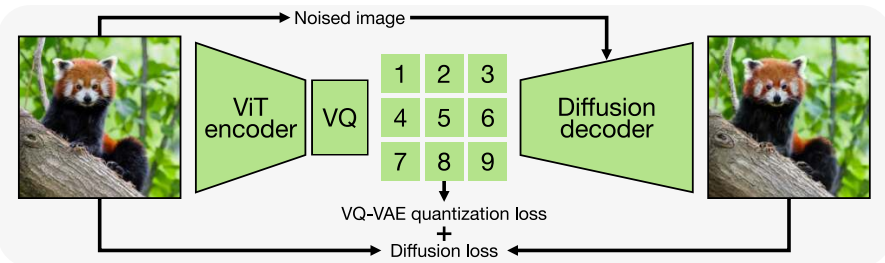 Noised image
ViT
encoder
VQ
1 2 3
4 5 6
7 8 9
Diffusion
decoder
VQ-VAE quantization loss
+
Diffusion loss